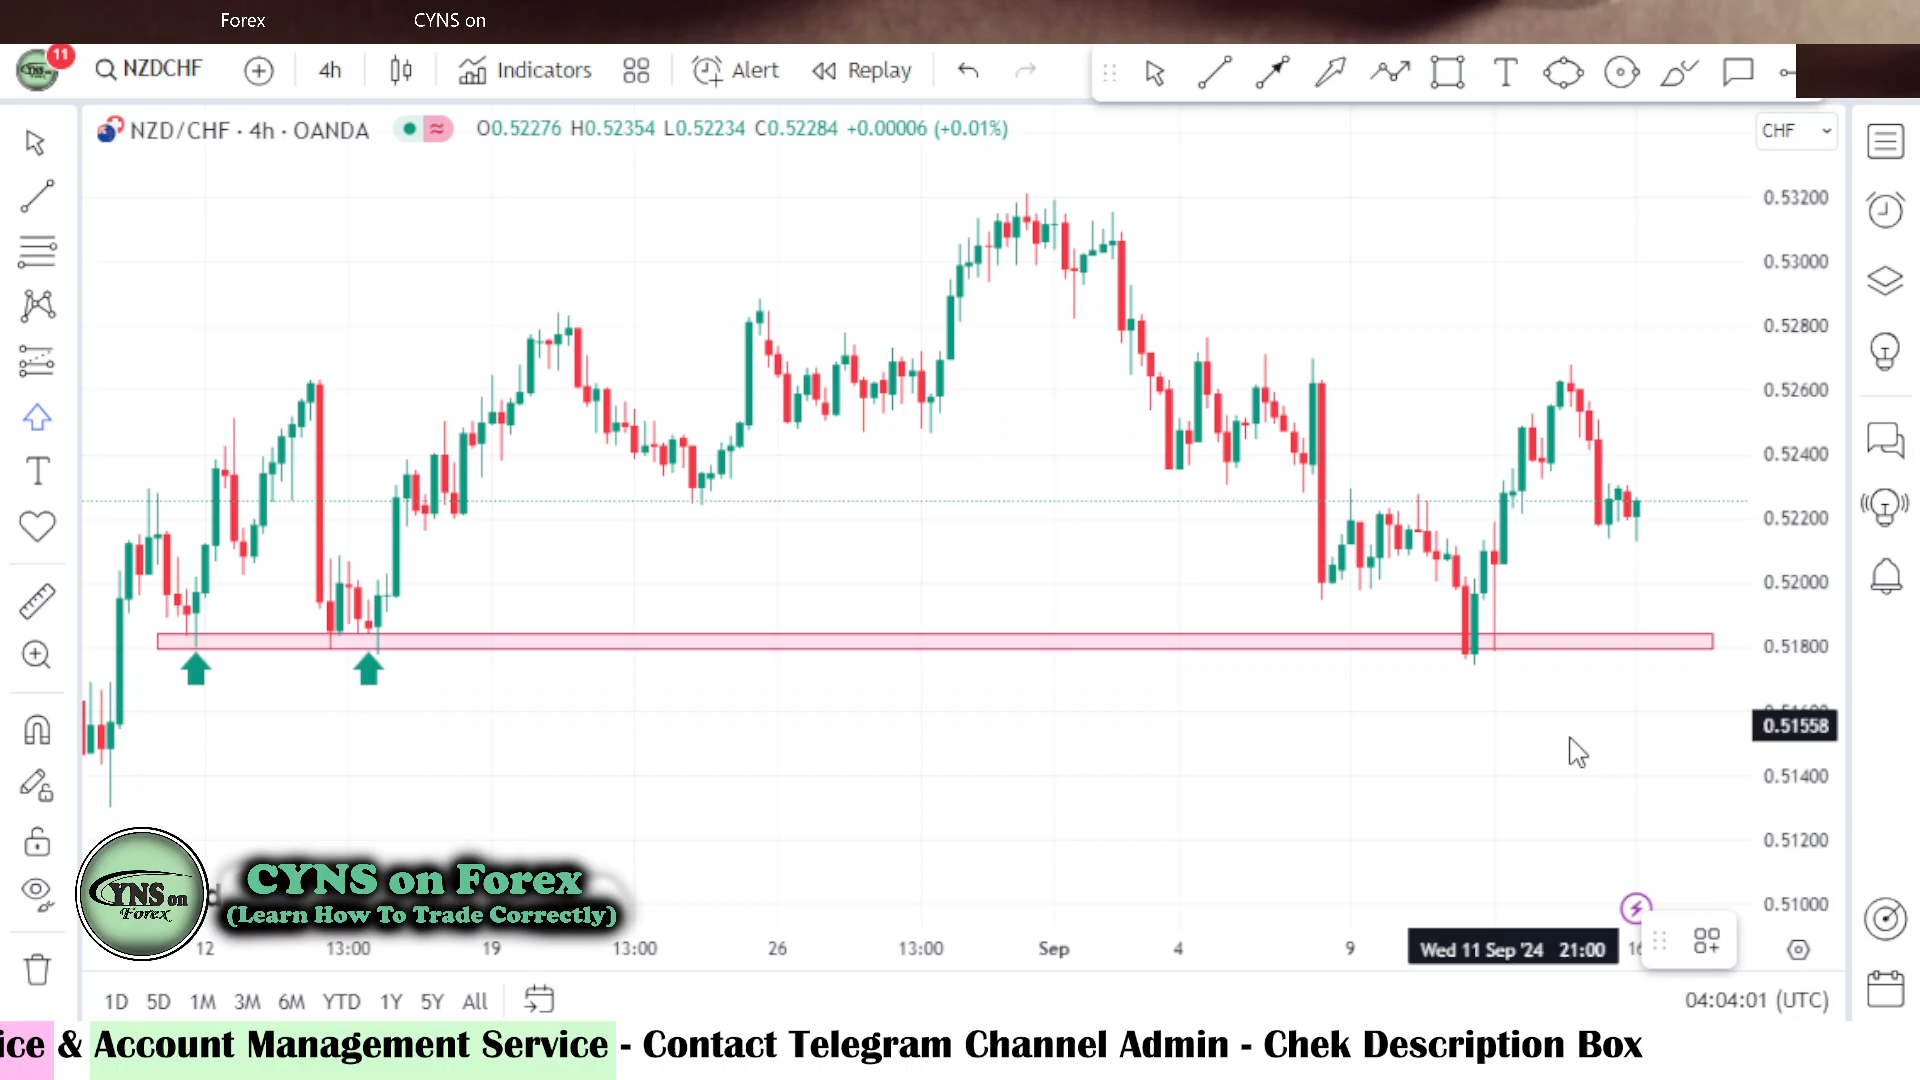 Forex CYNS on
11 NZDCHF 4h Indicators Alert Replay T
NZD/CHF · 4h · OANDA O0.52276 H0.52354 L0.52234 C0.52284 +0.00006 (+0.01%)
CHF
0.53200
0.53000
0.52800
0.52600
0.52400
0.52200
0.52000
0.51800
0.51558
0.51400
0.51200
0.51000
CYNS on Forex
(Learn How To Trade Correctly)
YNS on
Forex
12 13:00 19 13:00 26 13:00 Sep 4 9 Wed 11 Sep '24 21:00
1D 5D 1M 3M 6M YTD 1Y 5Y All
04:04:01 (UTC)
ice & Account Management Service - Contact Telegram Channel Admin - Chek Description Box